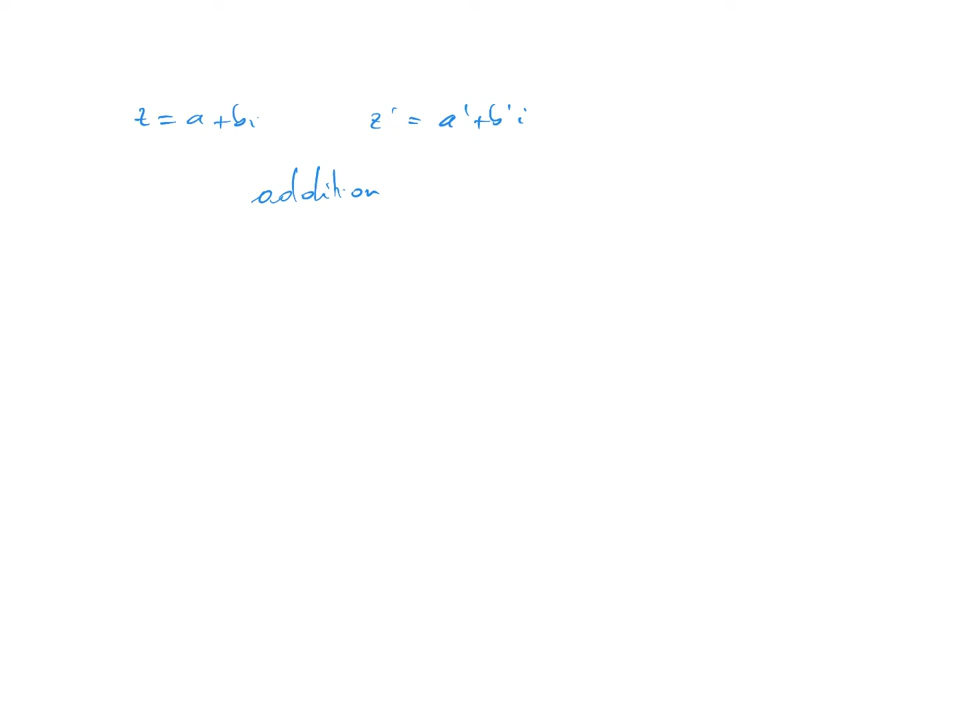 z = a + bi z' = a' + b'i
addition